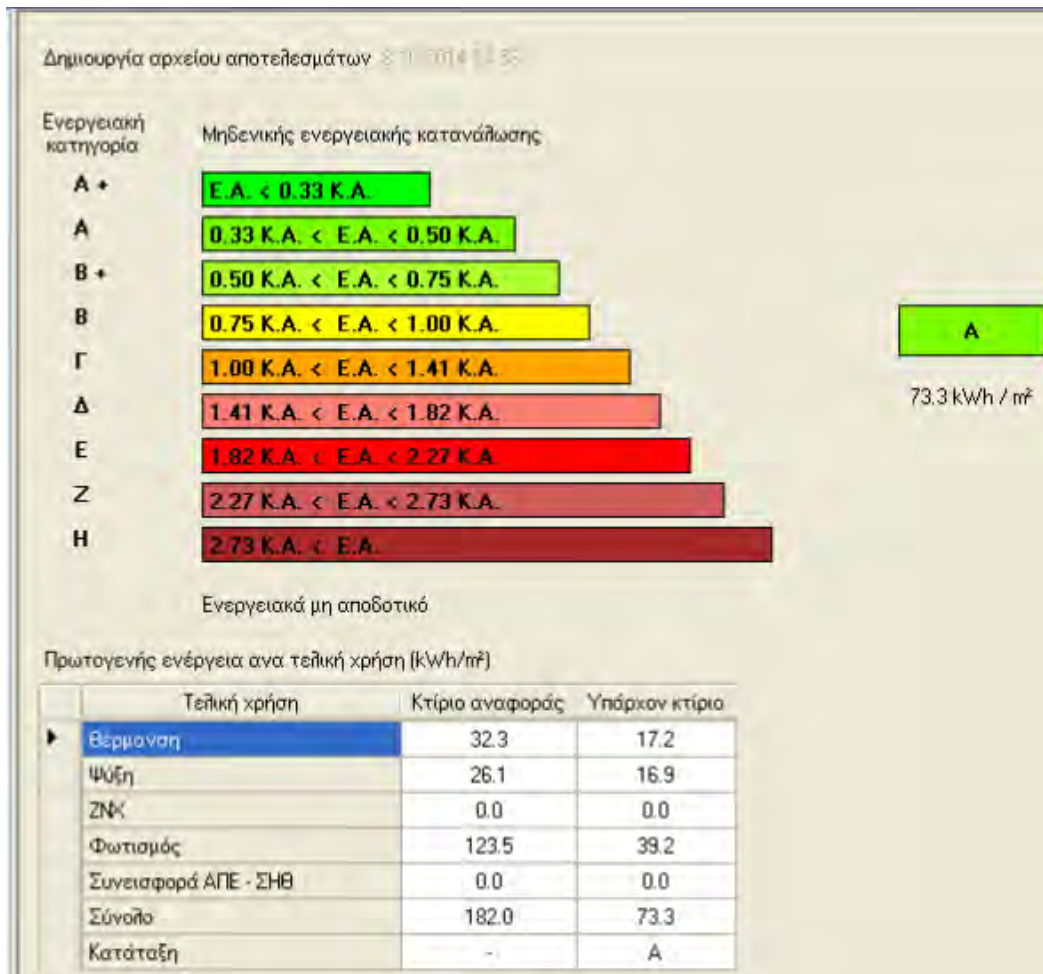 Δημιουργία αρχείου αποτελεσμάτων
Ενεργειακή κατηγορία
Μηδενικής ενεργειακής κατανάλωσης
A +
E.A. < 0.33 K.A.
A
0.33 K.A. < E.A. < 0.50 K.A.
B +
0.50 K.A. < E.A. < 0.75 K.A.
B
0.75 K.A. < E.A. < 1.00 K.A.
A
Γ
1.00 K.A. < E.A. < 1.41 K.A.
73.3 kWh / m²
Δ
1.41 K.A. < E.A. < 1.82 K.A.
E
1.82 K.A. < E.A. < 2.27 K.A.
Z
2.27 K.A. < E.A. < 2.73 K.A.
H
2.73 K.A. < E.A.
Ενεργειακά μη αποδοτικό
Πρωτογενής ενέργεια ανα τελική χρήση (kWh/m²)
Τελική χρήση Κτίριο αναφοράς Υπάρχον κτίριο
Θέρμανση 32.3 17.2
Ψύξη 26.1 16.9
ΖΝΧ 0.0 0.0
Φωτισμός 123.5 39.2
Συνεισφορά ΑΠΕ - ΣΗΘ 0.0 0.0
Σύνολο 182.0 73.3
Κατάταξη - A